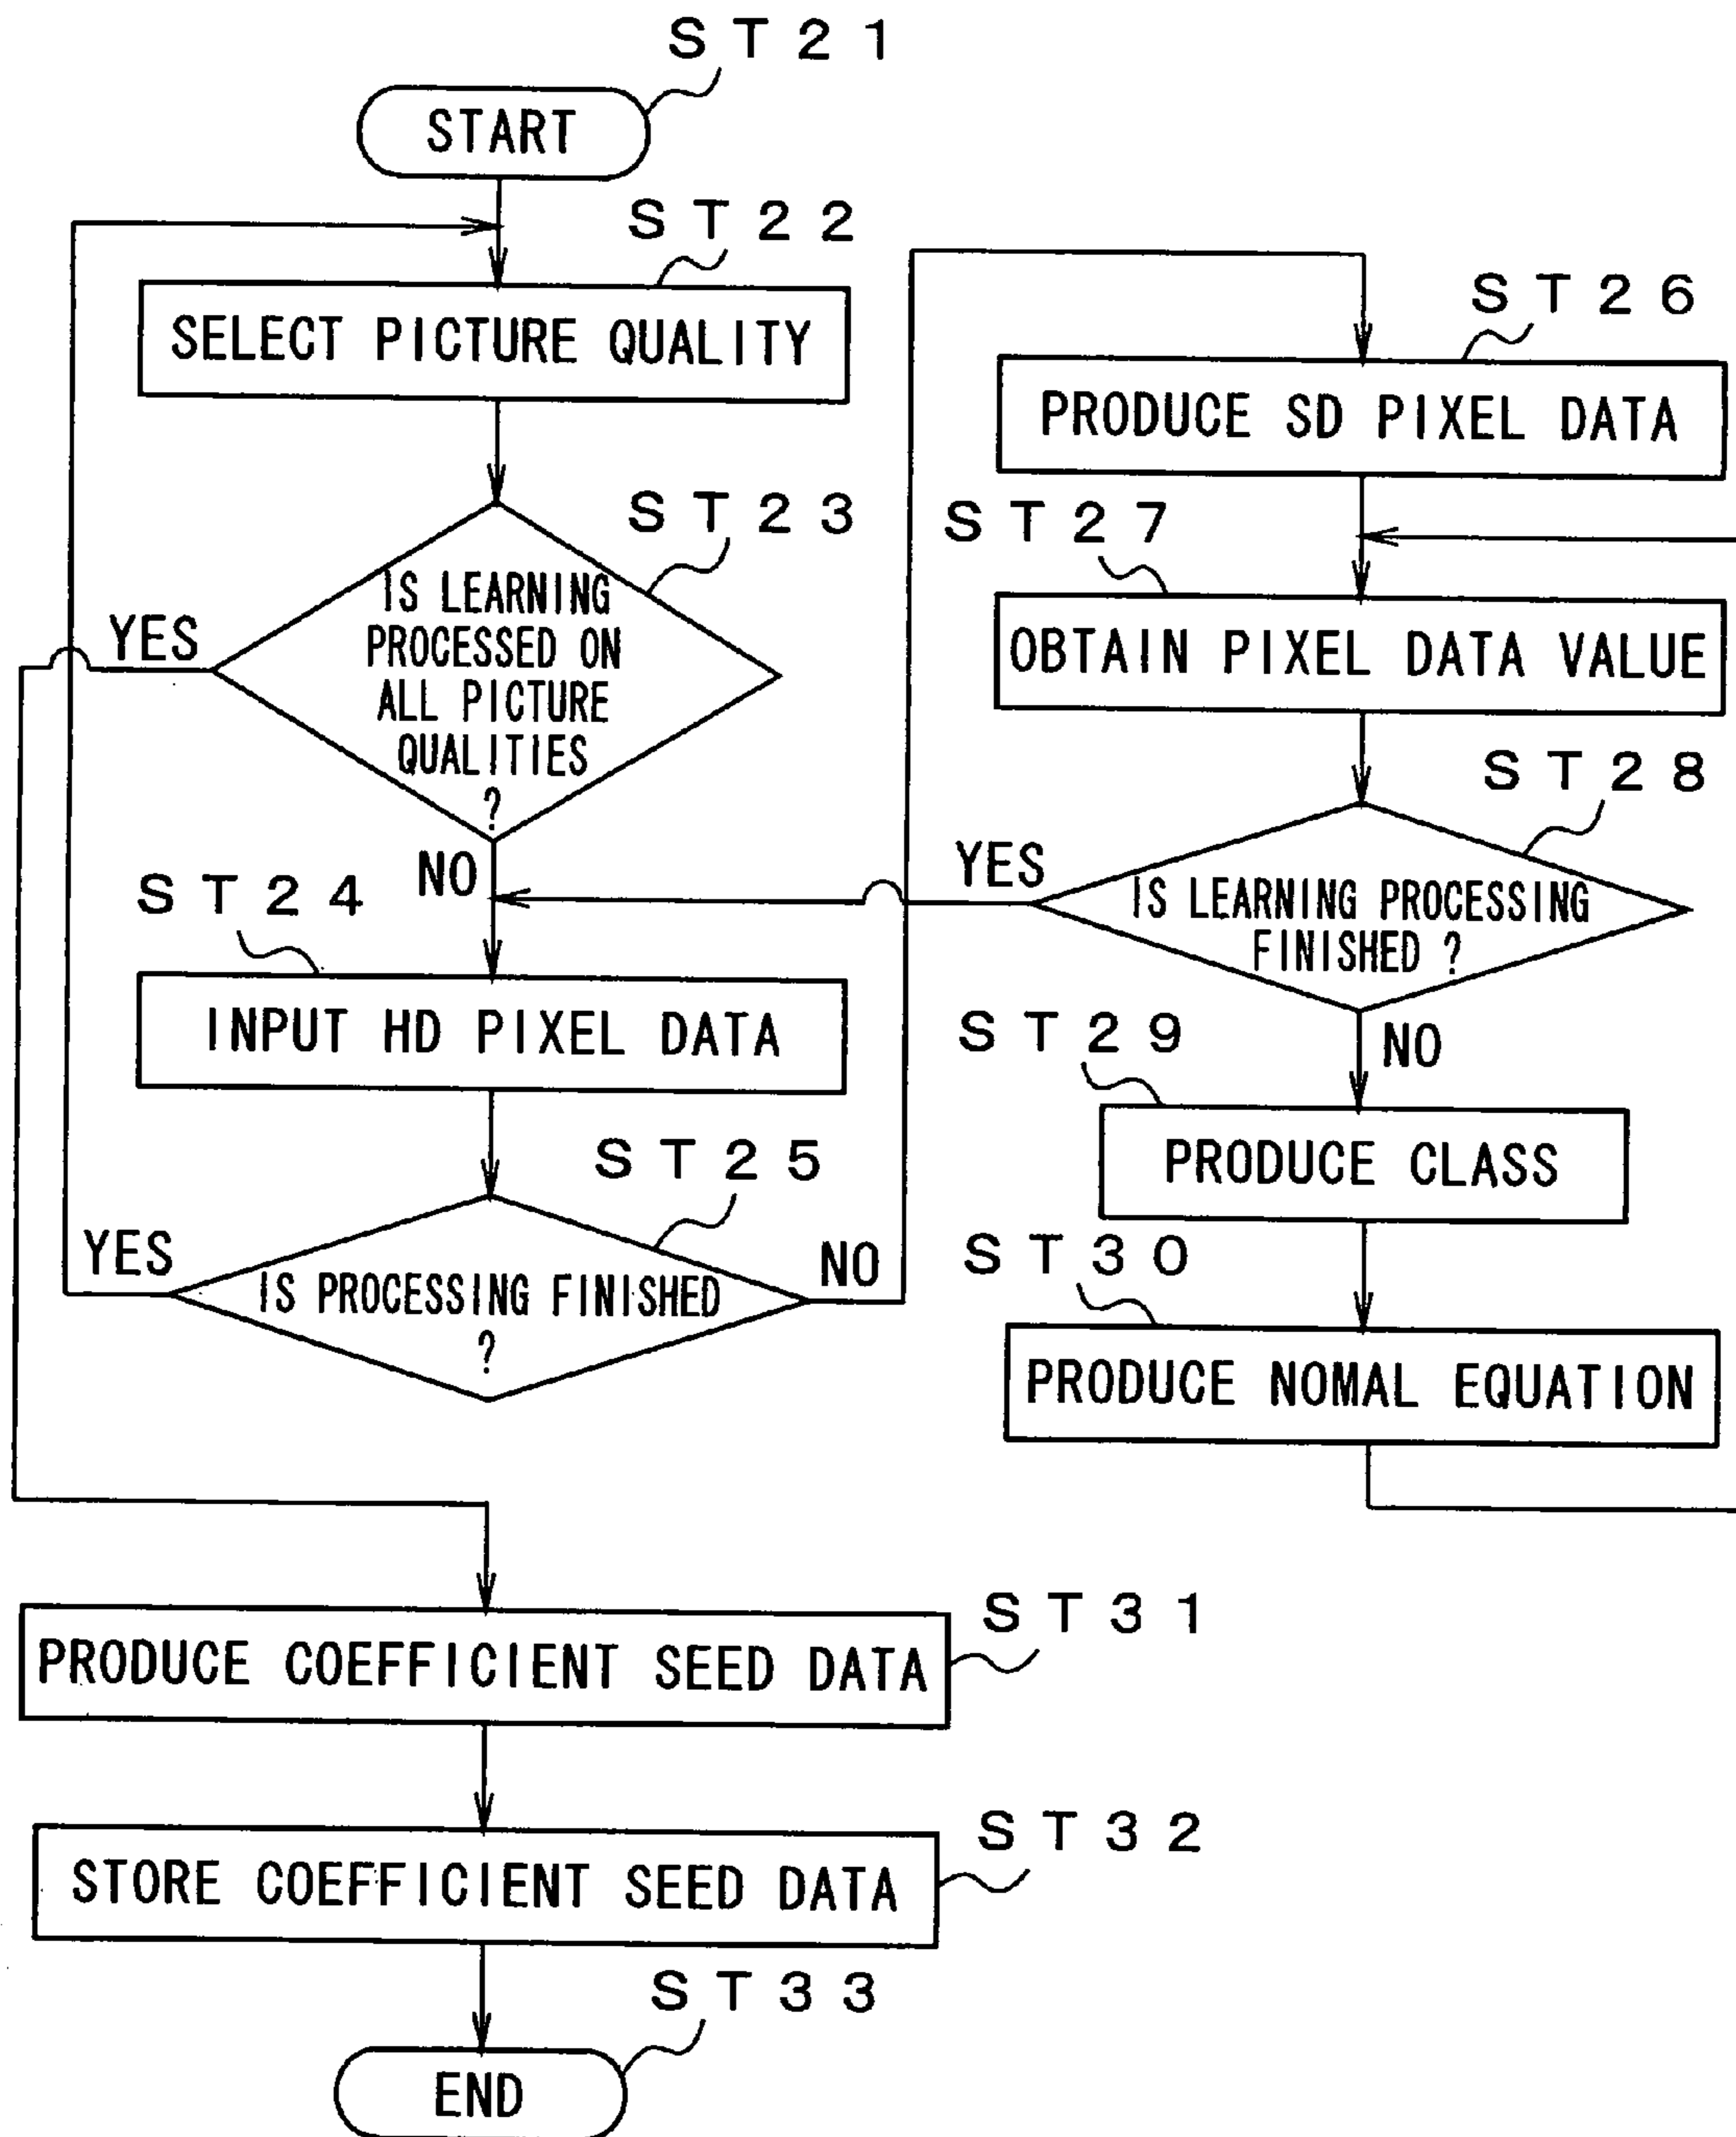 ST21
START
ST22
SELECT PICTURE QUALITY
ST23
IS LEARNING
PROCESSED ON
ALL PICTURE
QUALITIES
?
YES
NO
ST24
INPUT HD PIXEL DATA
ST25
IS PROCESSING FINISHED
?
YES
NO
ST26
PRODUCE SD PIXEL DATA
ST27
OBTAIN PIXEL DATA VALUE
ST28
IS LEARNING PROCESSING
FINISHED ?
YES
NO
ST29
PRODUCE CLASS
ST30
PRODUCE NOMAL EQUATION
ST31
PRODUCE COEFFICIENT SEED DATA
ST32
STORE COEFFICIENT SEED DATA
ST33
END